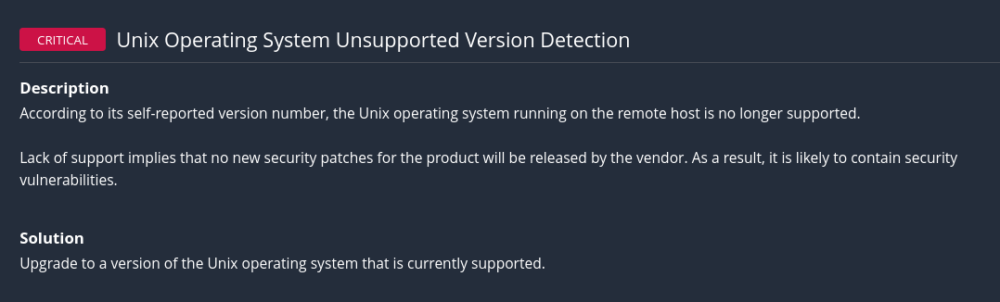 CRITICAL Unix Operating System Unsupported Version Detection
Description
According to its self-reported version number, the Unix operating system running on the remote host is no longer supported.
Lack of support implies that no new security patches for the product will be released by the vendor. As a result, it is likely to contain security
vulnerabilities.
Solution
Upgrade to a version of the Unix operating system that is currently supported.